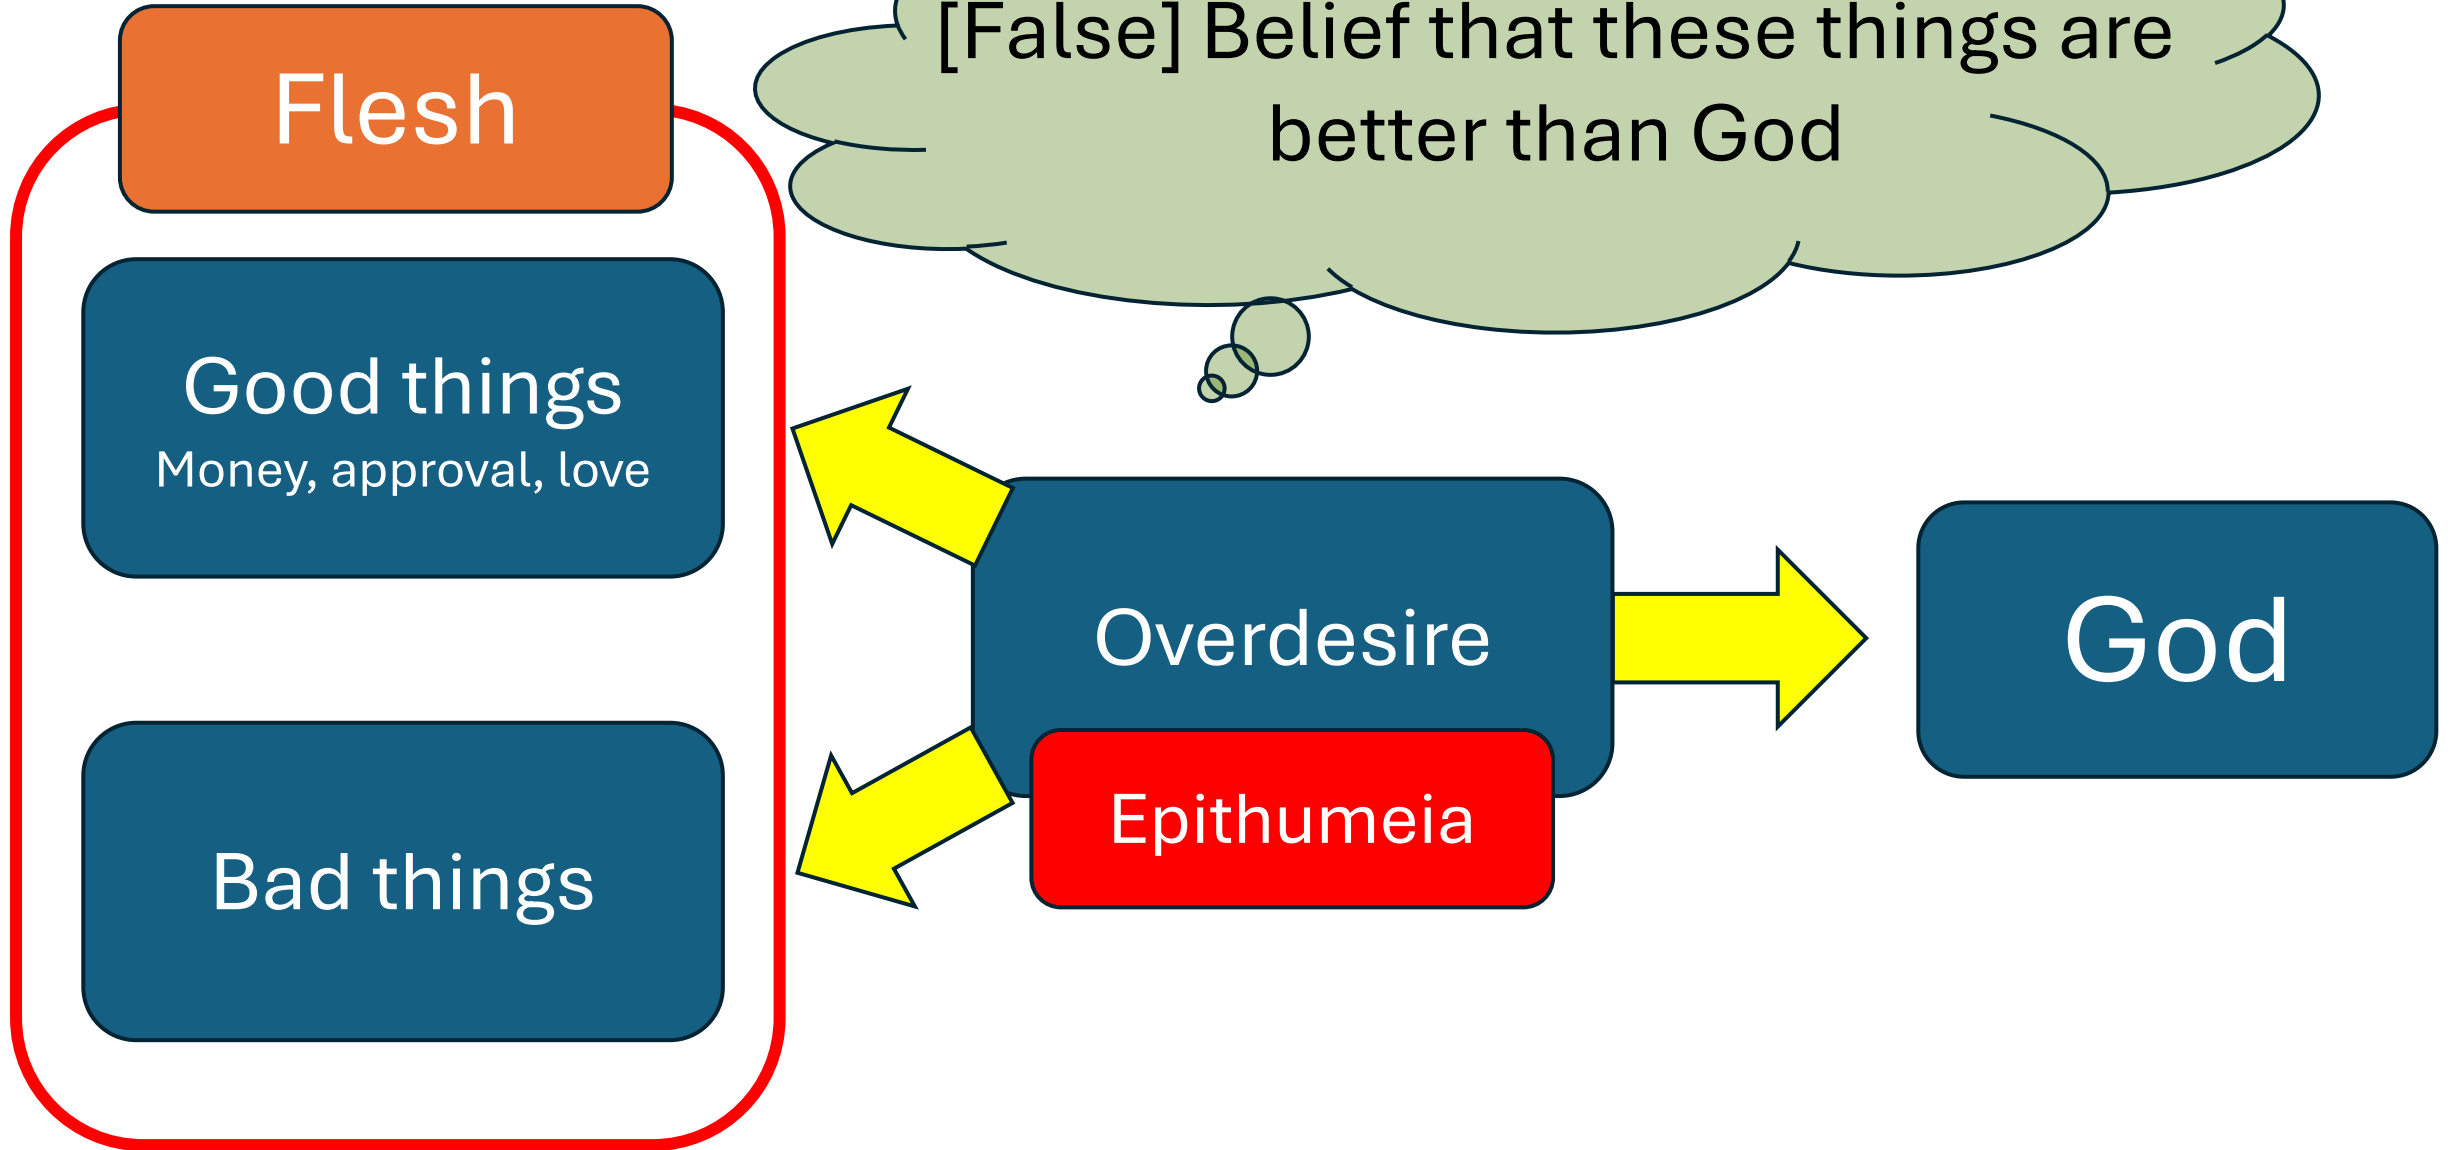 Flesh
[False] Belief that these things are
better than God
Good things
Money, approval, love
Overdesire
God
Epithumeia
Bad things